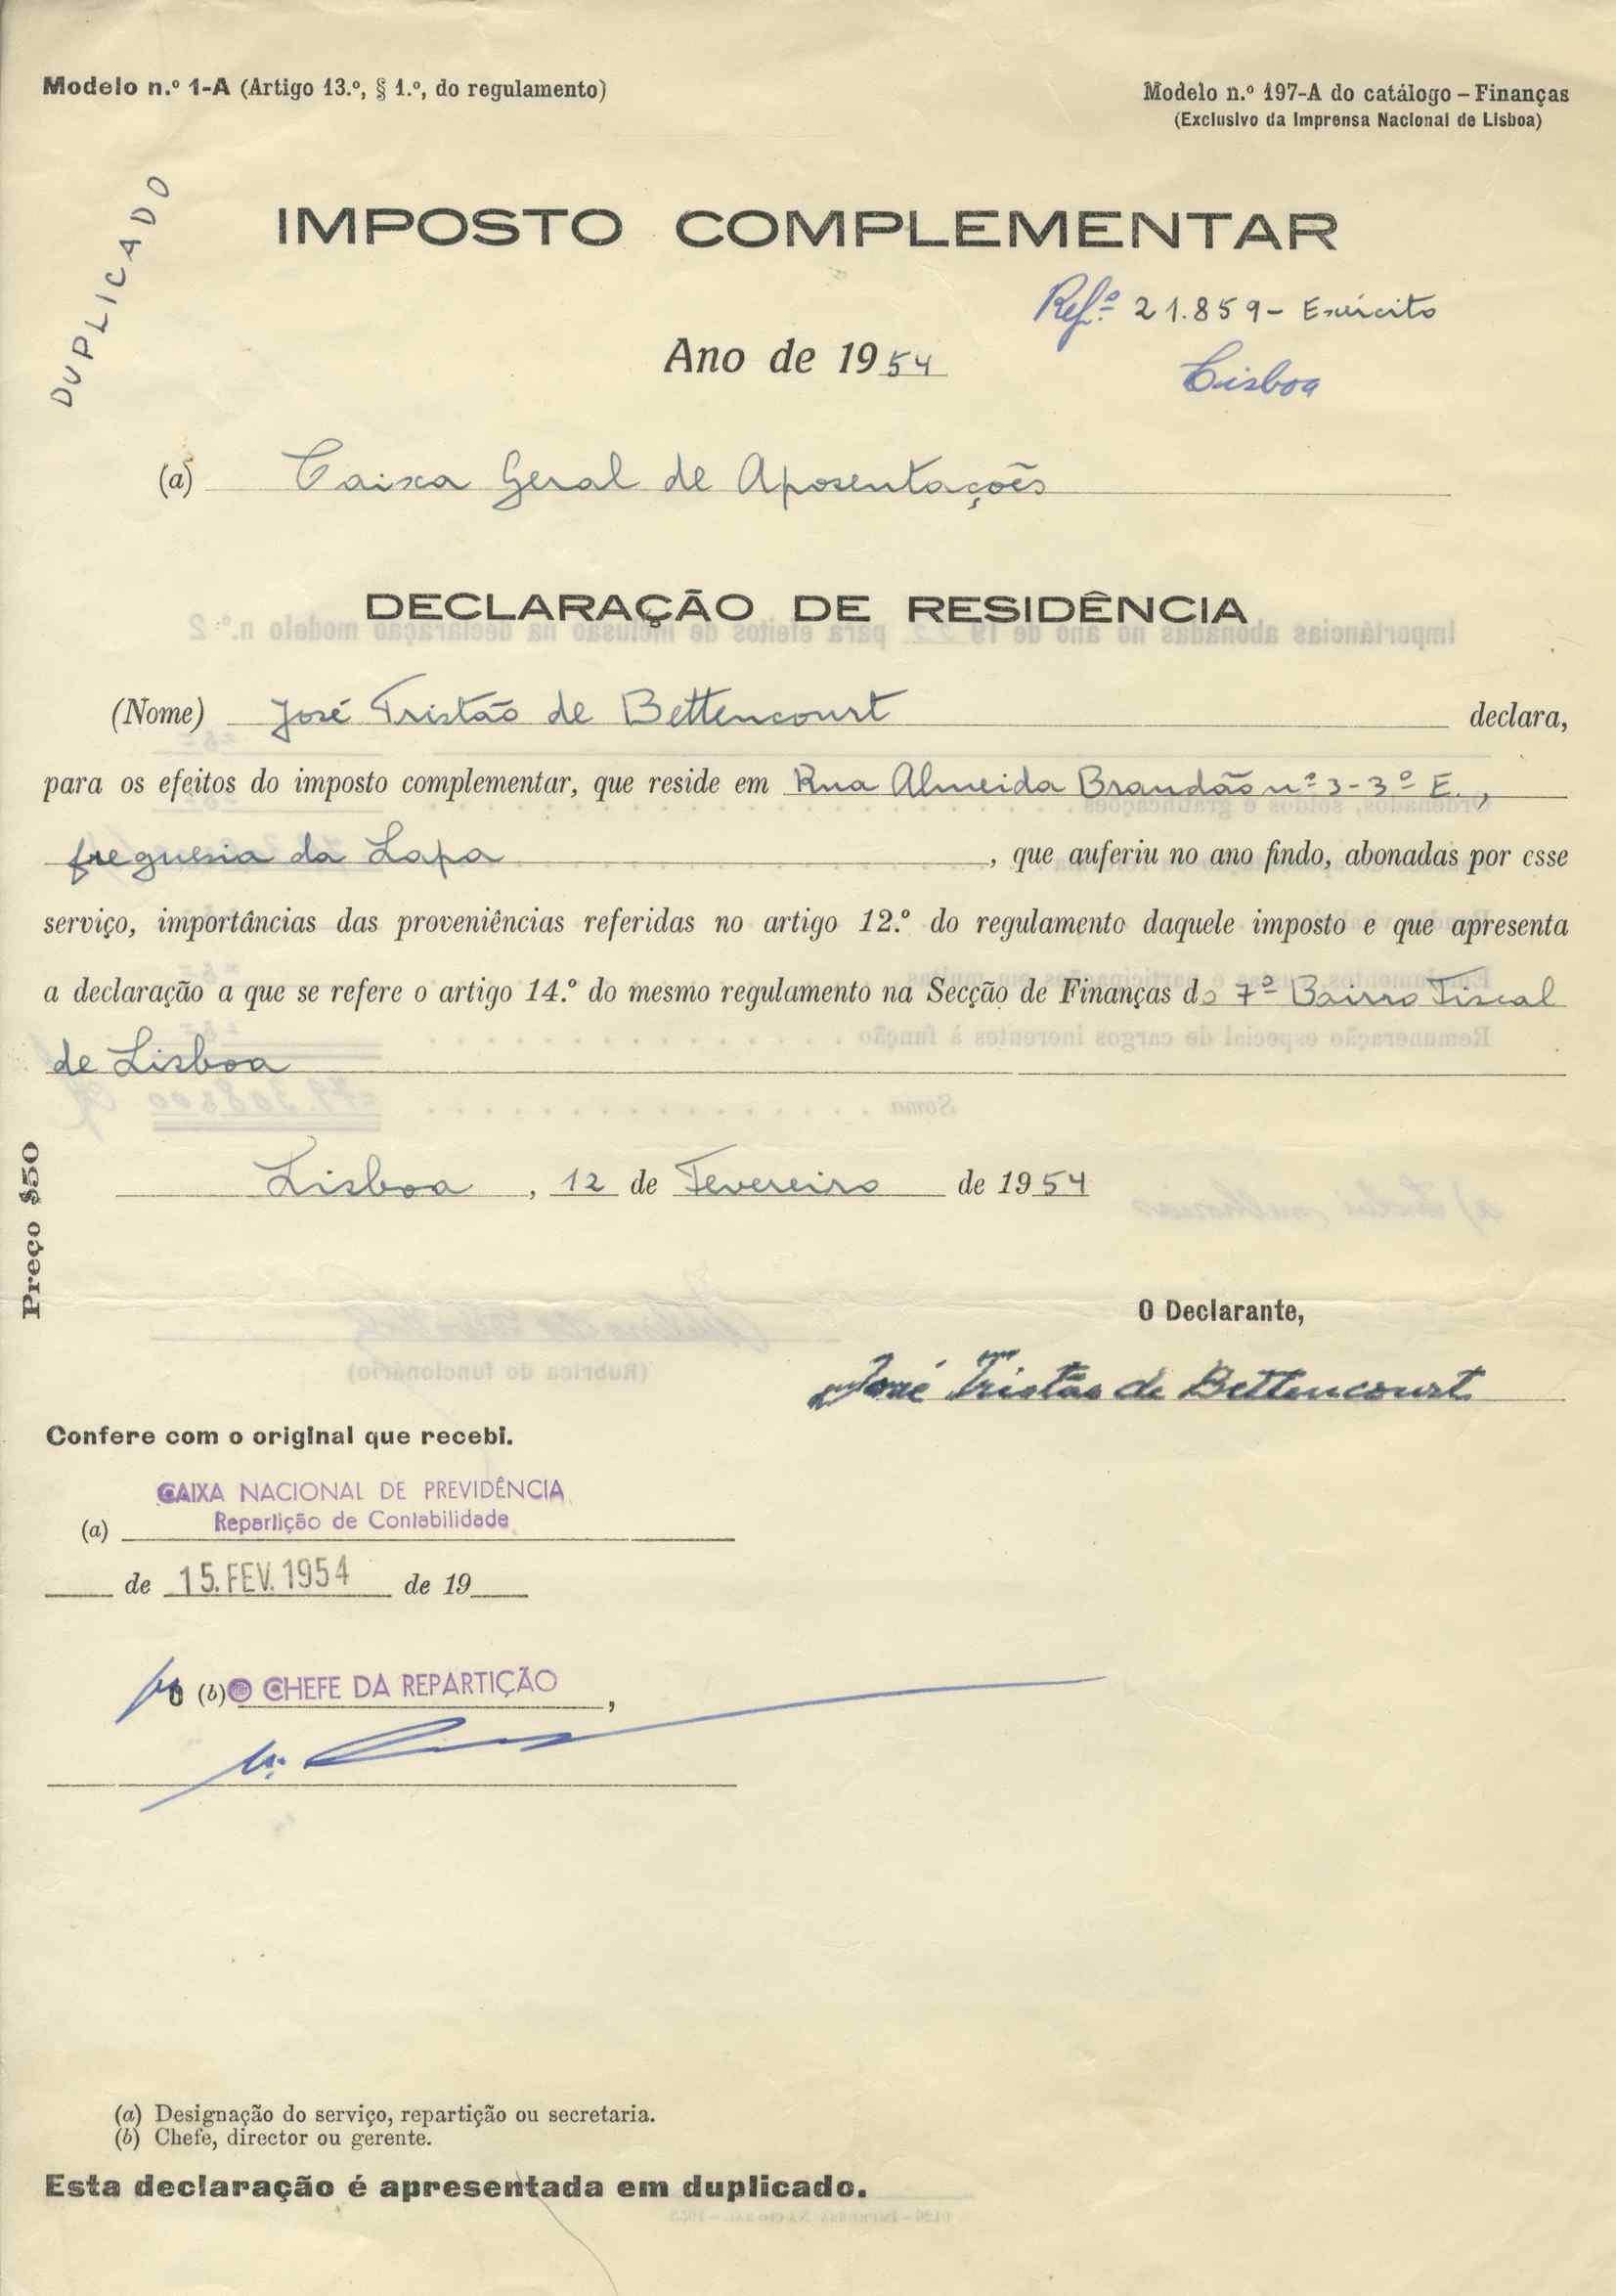 Modelo n.º 1-A (Artigo 13.º, § 1.º, do regulamento)
Modelo n.º 197-A do catálogo – Finanças
(Exclusivo da Imprensa Nacional de Lisboa)
DUPLICADO
IMPOSTO COMPLEMENTAR
Refª 21.859 - Exército
Ano de 1954
Lisboa
(a) Caixa Geral de Aposentações
DECLARAÇÃO DE RESIDÊNCIA
(Nome) José Tristão de Bettencourt declara,
para os efeitos do imposto complementar, que reside em Rua Almeida Brandão nº 3-3º E.,
freguesia da Lapa, que auferiu no ano findo, abonadas por esse
serviço, importâncias das proveniências referidas no artigo 12.º do regulamento daquele imposto e que apresenta
a declaração a que se refere o artigo 14.º do mesmo regulamento na Secção de Finanças do 7º Bairro Fiscal
de Lisboa
Lisboa, 12 de Fevereiro de 1954
Preço $50
O Declarante,
José Tristão de Bettencourt
Confere com o original que recebi.
CAIXA NACIONAL DE PREVIDÊNCIA
(a) Repartição de Contabilidade
de 15. FEV. 1954 de 19
O (b) O CHEFE DA REPARTIÇÃO,
(a) Designação do serviço, repartição ou secretaria.
(b) Chefe, director ou gerente.
Esta declaração é apresentada em duplicado.